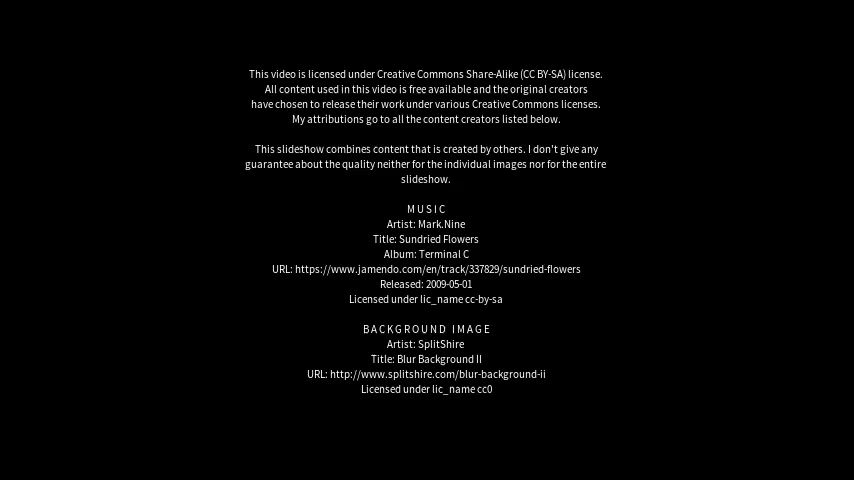 This video is licensed under Creative Commons Share-Alike (CC BY-SA) license.
All content used in this video is free available and the original creators
have chosen to release their work under various Creative Commons licenses.
My attributions go to all the content creators listed below.
This slideshow combines content that is created by others. I don't give any
guarantee about the quality neither for the individual images nor for the entire
slideshow.
MUSIC
Artist: Mark.Nine
Title: Sundried Flowers
Album: Terminal C
URL: https://www.jamendo.com/en/track/337829/sundried-flowers
Released: 2009-05-01
Licensed under lic_name cc-by-sa
BACKGROUND IMAGE
Artist: SplitShire
Title: Blur Background II
URL: http://www.splitshire.com/blur-background-ii
Licensed under lic_name cc0